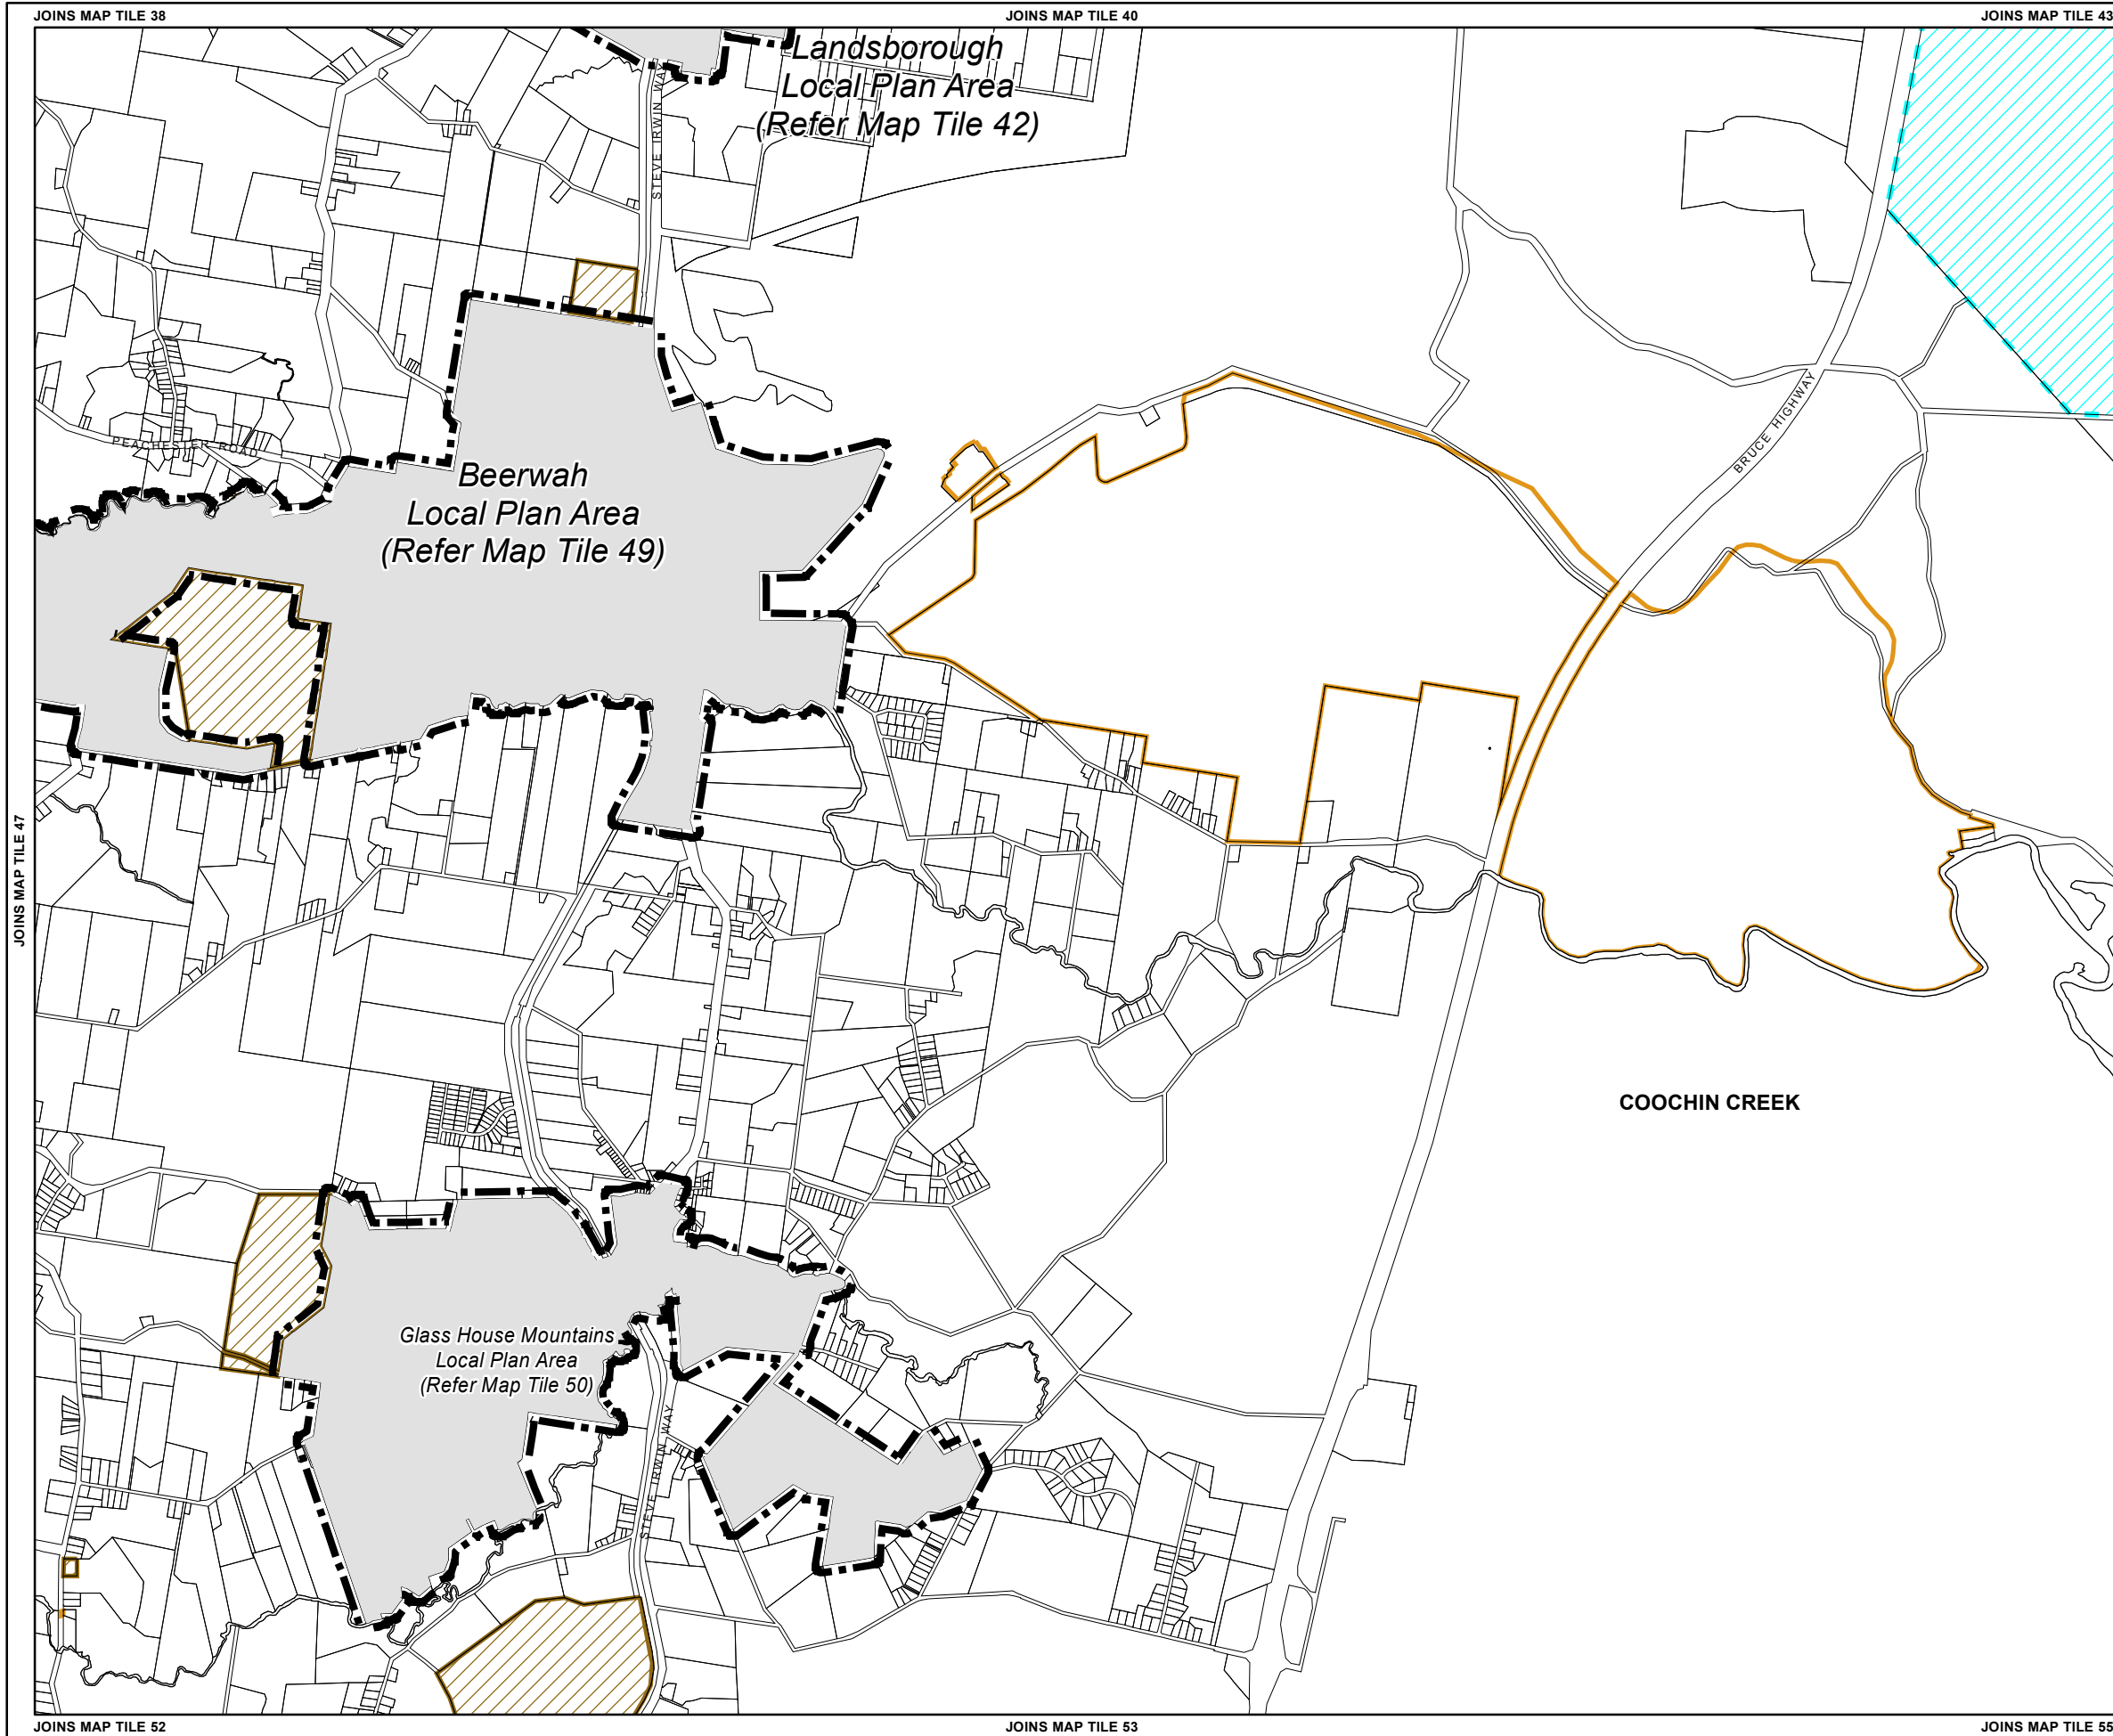 JOINS MAP TILE 38
JOINS MAP TILE 40
JOINS MAP TILE 43
Landsborough
Local Plan Area
(Refer Map Tile 42)
STEVE IRWIN WAY
BRUCE HIGHWAY
PEACHESTER ROAD
Beerwah
Local Plan Area
(Refer Map Tile 49)
JOINS MAP TILE 47
COOCHIN CREEK
Glass House Mountains
Local Plan Area
(Refer Map Tile 50)
STEVE IRWIN WAY
JOINS MAP TILE 52
JOINS MAP TILE 53
JOINS MAP TILE 55